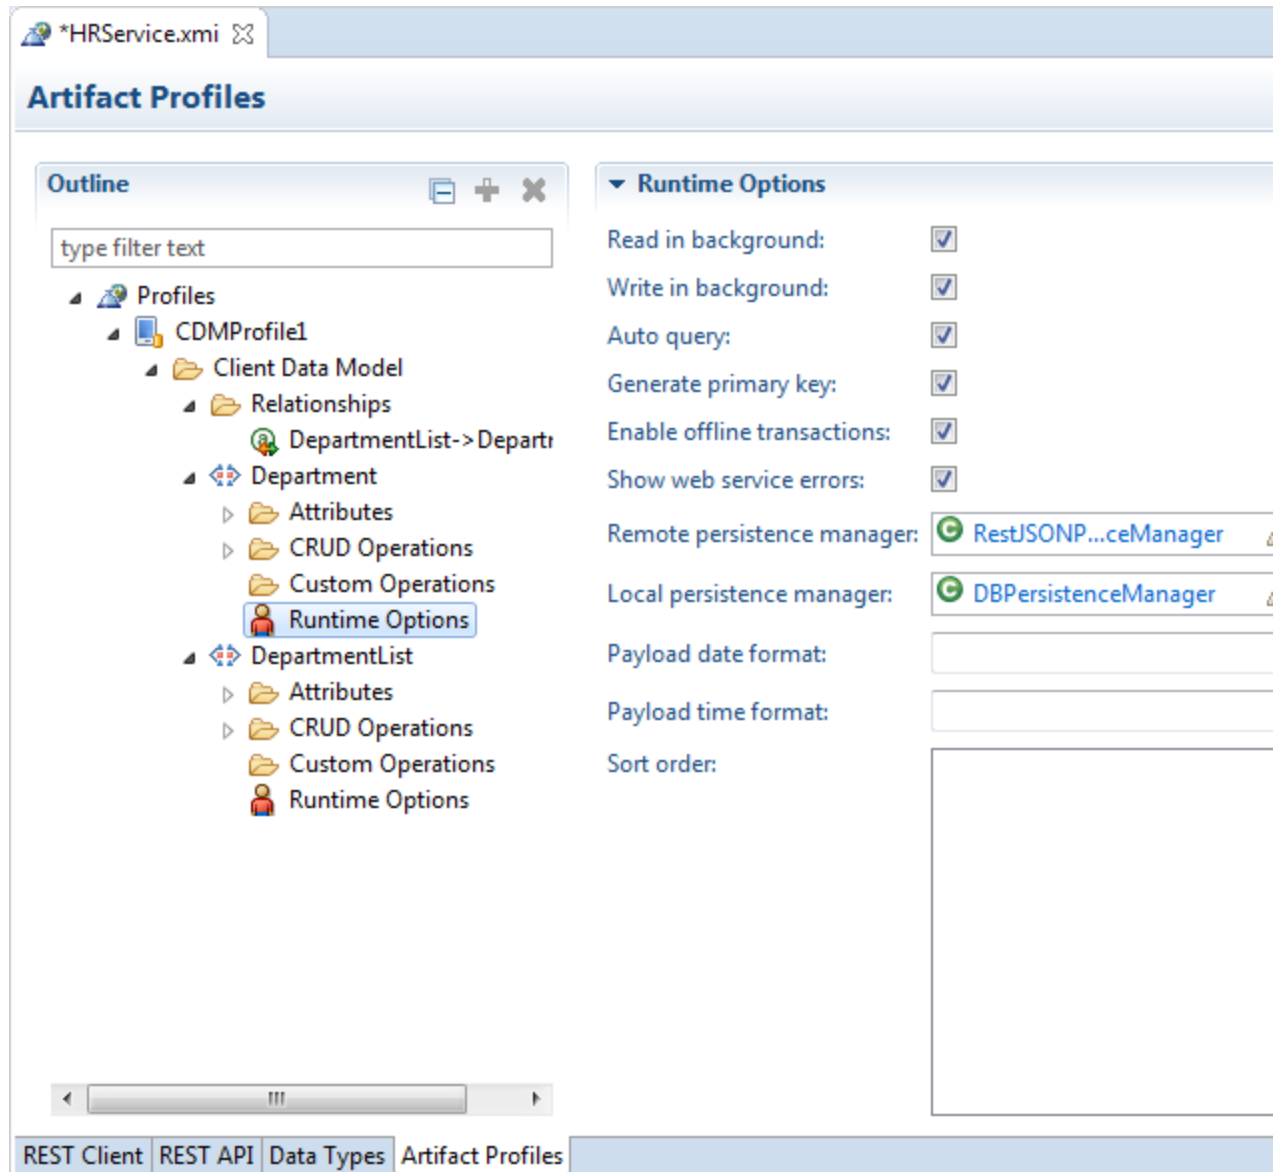 *HRService.xmi
Artifact Profiles
Outline
type filter text
Profiles
CDMProfile1
Client Data Model
Relationships
DepartmentList->Departr
Department
Attributes
CRUD Operations
Custom Operations
Runtime Options
DepartmentList
Attributes
CRUD Operations
Custom Operations
Runtime Options
Runtime Options
Read in background:
Write in background:
Auto query:
Generate primary key:
Enable offline transactions:
Show web service errors:
Remote persistence manager: RestJSONP...ceManager
Local persistence manager: DBPersistenceManager
Payload date format:
Payload time format:
Sort order:
REST Client REST API Data Types Artifact Profiles